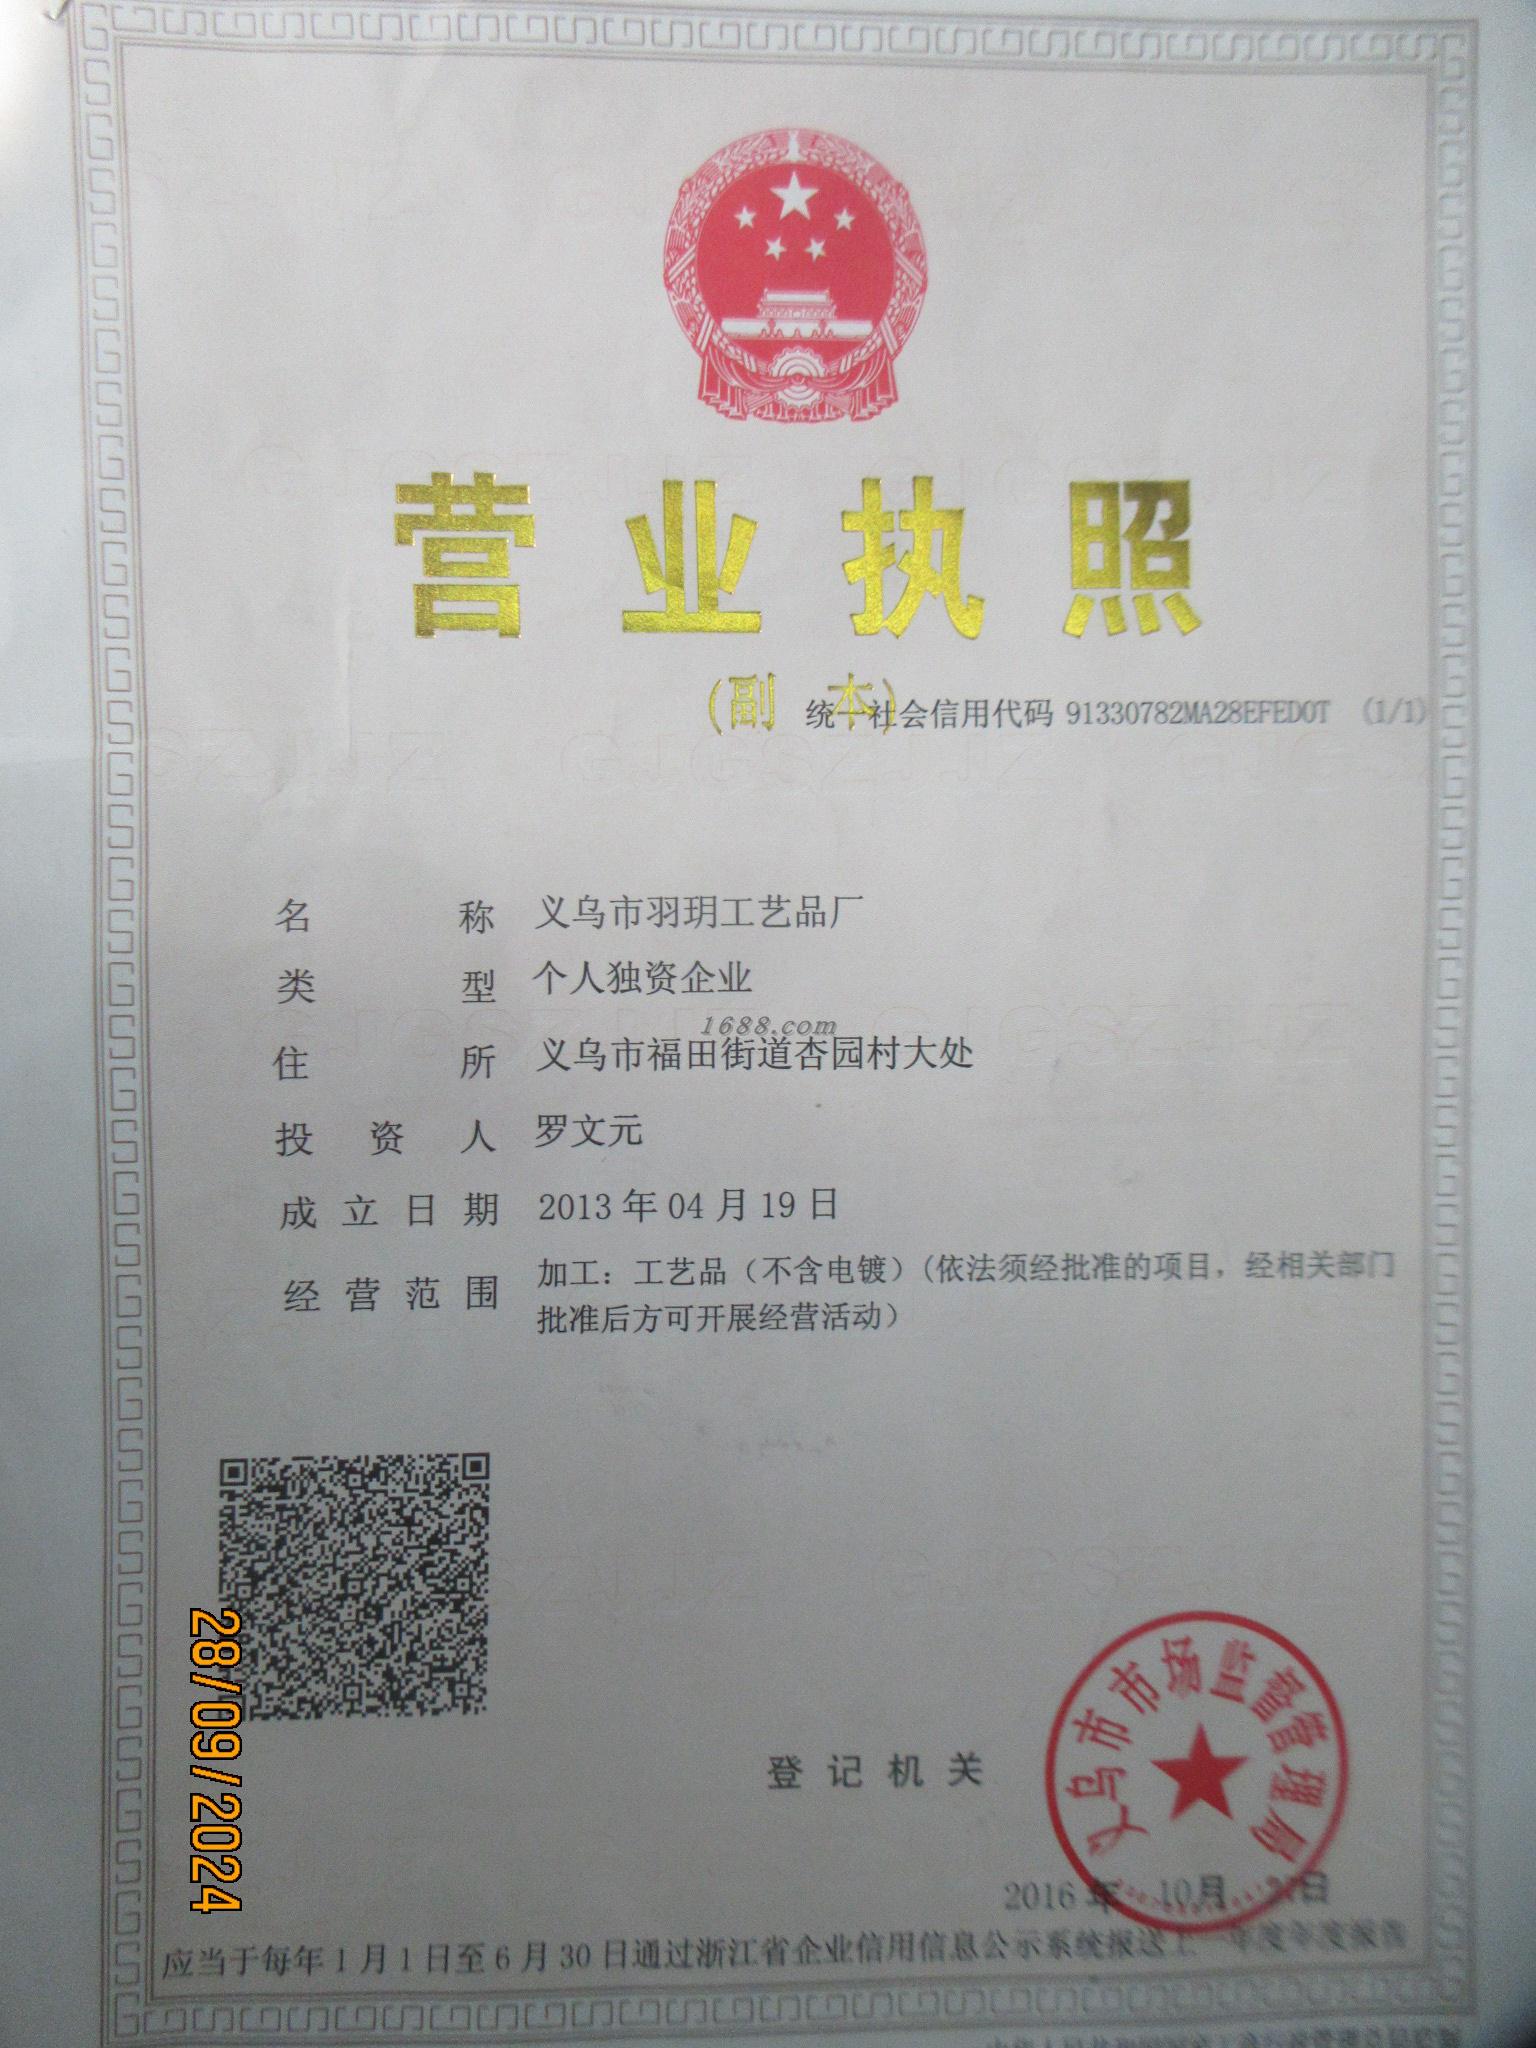 营业执照
(副 本)
统一社会信用代码 91330782MA28EFED0T (1/1)
名称 义乌市羽玥工艺品厂
类型 个人独资企业
1688.com
住所 义乌市福田街道杏园村大处
投资人 罗文元
成立日期 2013年04月19日
经营范围 加工：工艺品（不含电镀）(依法须经批准的项目，经相关部门
批准后方可开展经营活动）
28/09/2024
登记机关
义乌市市场监督管理局
2016年 10月 日
应当于每年1月1日至6月30日通过浙江省企业信用信息公示系统报送上一年度年度报告